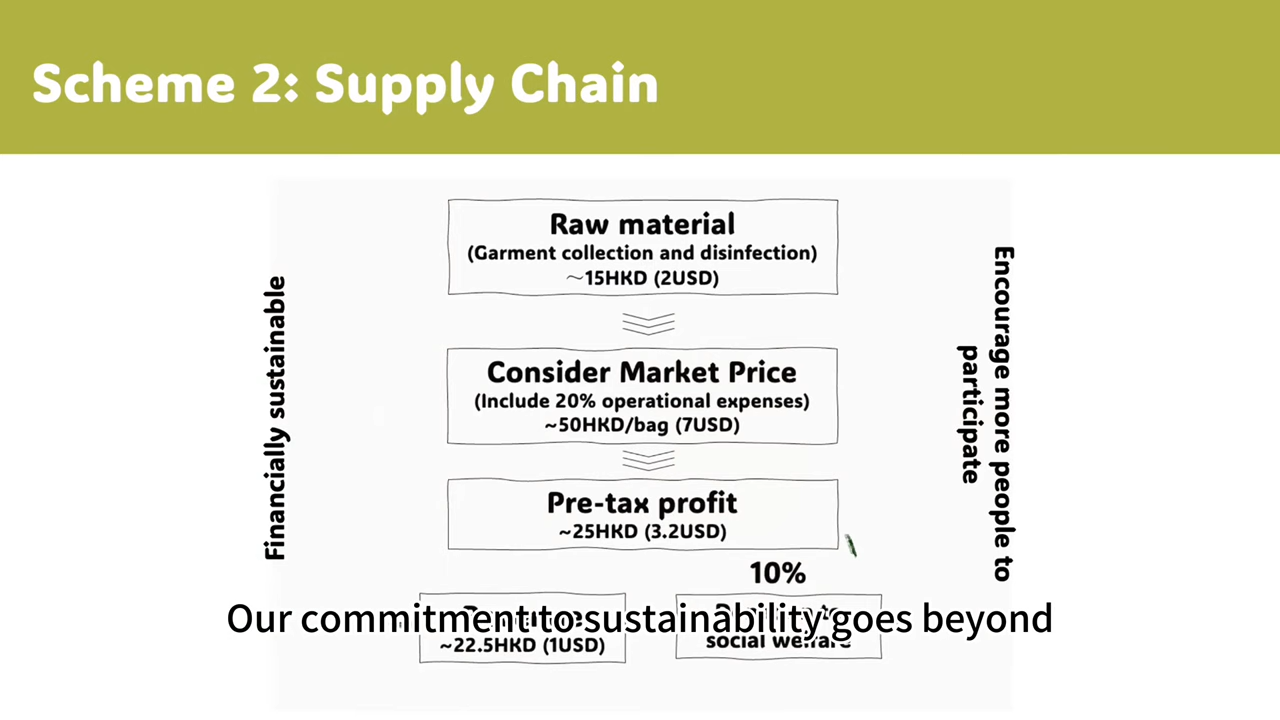 Scheme 2: Supply Chain
Raw material
(Garment collection and disinfection)
~15HKD (2USD)
Consider Market Price
(Include 20% operational expenses)
~50HKD/bag (7USD)
Pre-tax profit
~25HKD (3.2USD)
10%
~22.5HKD (1USD)
social welfare
Financially sustainable
Encourage more people to
participate
Our commitment to sustainability goes beyond